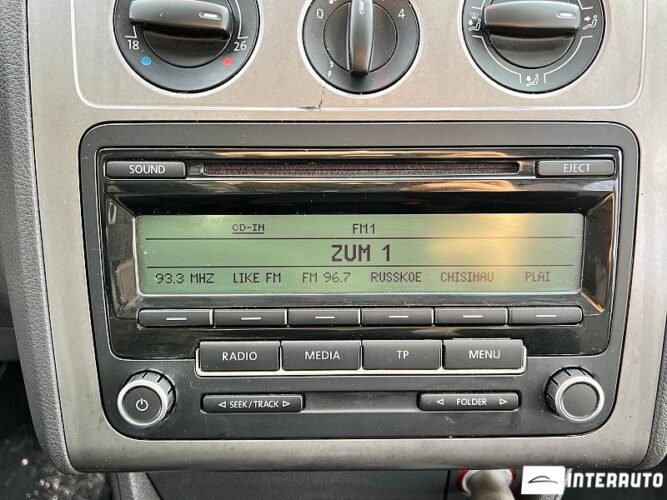 18 26
0 4
SOUND EJECT
CD-IN FM1
ZUM 1
93.3 MHZ LIKE FM FM 96.7 RUSSKOE CHISINAU PLAI
RADIO MEDIA TP MENU
SEEK/TRACK FOLDER
INTERAUTO